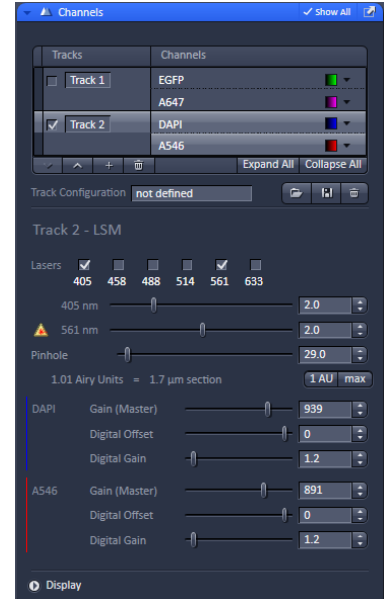 Channels Show All
Tracks Channels
Track 1 EGFP
A647
Track 2 DAPI
A546
Expand All Collapse All
Track Configuration not defined
Track 2 - LSM
Lasers
405 458 488 514 561 633
405 nm 2.0
561 nm 2.0
Pinhole 29.0
1.01 Airy Units = 1.7 µm section 1 AU max
DAPI Gain (Master) 939
Digital Offset 0
Digital Gain 1.2
A546 Gain (Master) 891
Digital Offset 0
Digital Gain 1.2
Display